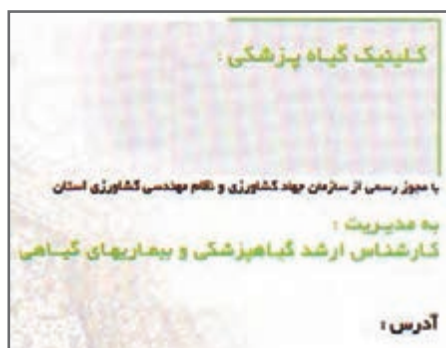 کلینیک گیاه پزشکی :
با مجوز رسمی از سازمان جهاد کشاورزی و نظام مهندسی کشاورزی استان
به مدیریت :
کارشناس ارشد گیاهپزشکی و بیماریهای گیاهی
آدرس :